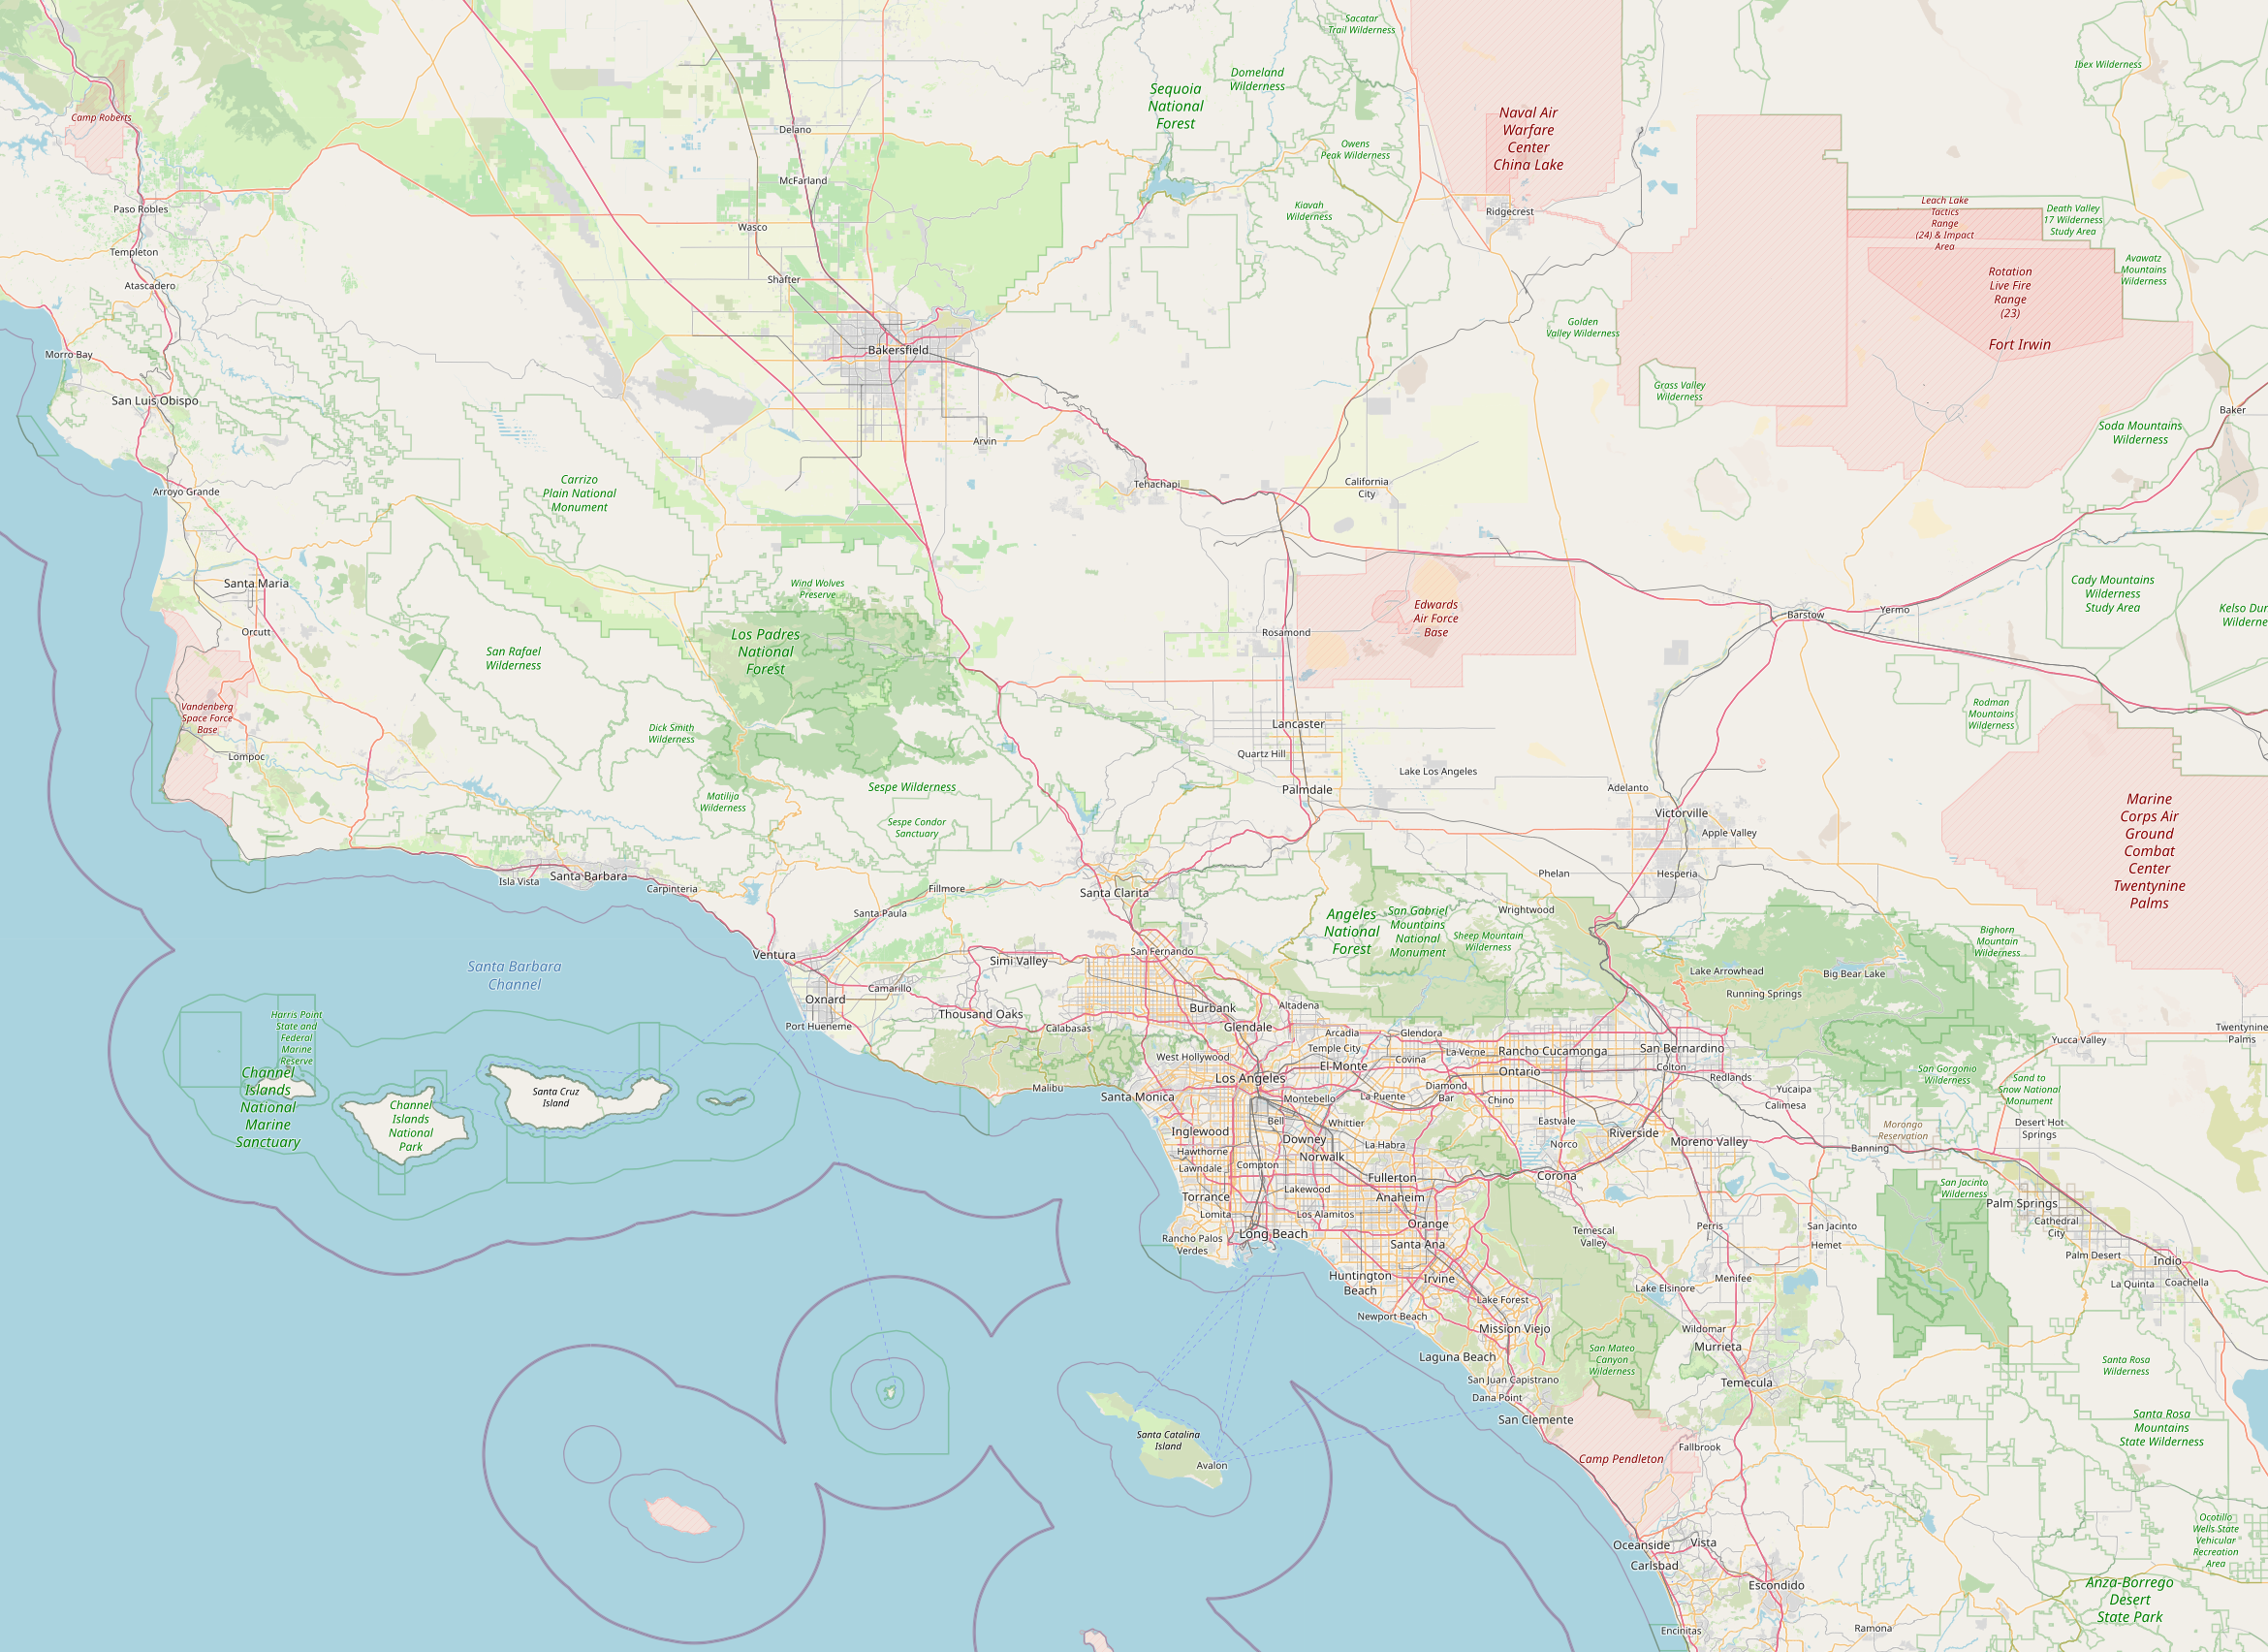 Sacatar
Trail Wilderness
Ibex Wilderness
Domeland
Wilderness
Sequoia
National
Forest
Camp Roberts
Naval Air
Warfare
Center
China Lake
Delano
Owens
Peak Wilderness
McFarland
Paso Robles
Kiavah
Wilderness
Ridgecrest
Leach Lake
Tactics
Range
(24) & Impact
Area
Death Valley
17 Wilderness
Study Area
Wasco
Templeton
Avawatz
Mountains
Wilderness
Rotation
Live Fire
Range
(23)
Shafter
Atascadero
Golden
Valley Wilderness
Fort Irwin
Morro Bay
Bakersfield
Grass Valley
Wilderness
San Luis Obispo
Baker
Soda Mountains
Wilderness
Arvin
Carrizo
Plain National
Monument
Tehachapi
California
City
Arroyo Grande
Santa Maria
Wind Wolves
Preserve
Cady Mountains
Wilderness
Study Area
Edwards
Air Force
Base
Barstow
Yermo
Kelso Dun
Wilderne
Orcutt
Rosamond
Los Padres
National
Forest
San Rafael
Wilderness
Vandenberg
Space Force
Base
Rodman
Mountains
Wilderness
Dick Smith
Wilderness
Lancaster
Lompoc
Quartz Hill
Lake Los Angeles
Sespe Wilderness
Palmdale
Adelanto
Matilija
Wilderness
Victorville
Marine
Corps Air
Ground
Combat
Center
Twentynine
Palms
Sespe Condor
Sanctuary
Apple Valley
Isla Vista
Santa Barbara
Carpinteria
Fillmore
Santa Clarita
Phelan
Hesperia
Santa Paula
Angeles
National
Forest
San Gabriel
Mountains
National
Monument
Wrightwood
Sheep Mountain
Wilderness
Bighorn
Mountain
Wilderness
Ventura
Simi Valley
San Fernando
Santa Barbara
Channel
Lake Arrowhead
Big Bear Lake
Camarillo
Running Springs
Oxnard
Thousand Oaks
Burbank
Altadena
Harris Point
State and
Federal
Marine
Reserve
Port Hueneme
Calabasas
Glendale
Arcadia
Glendora
Twentynine
Palms
Yucca Valley
West Hollywood
Temple City
Covina
La Verne
Rancho Cucamonga
San Bernardino
Channel
Islands
National
Marine
Sanctuary
El Monte
Ontario
Colton
Redlands
San Gorgonio
Wilderness
Los Angeles
Malibu
Santa Monica
Montebello
La Puente
Diamond
Bar
Chino
Yucaipa
Calimesa
Sand to
Snow National
Monument
Santa Cruz
Island
Channel
Islands
National
Park
Inglewood
Bell
Whittier
Eastvale
Norco
Riverside
Moreno Valley
Morongo
Reservation
Desert Hot
Springs
Downey
La Habra
Banning
Hawthorne
Norwalk
Lawndale
Compton
Fullerton
Corona
Lakewood
San Jacinto
Wilderness
Torrance
Anaheim
Palm Springs
Lomita
Los Alamitos
Orange
Cathedral
City
Temescal
Valley
Perris
San Jacinto
Rancho Palos
Verdes
Long Beach
Santa Ana
Hemet
Palm Desert
Indio
Huntington
Beach
Irvine
Menifee
La Quinta
Coachella
Lake Elsinore
Lake Forest
Newport Beach
Mission Viejo
Wildomar
Murrieta
Laguna Beach
San Mateo
Canyon
Wilderness
Santa Rosa
Wilderness
San Juan Capistrano
Temecula
Dana Point
San Clemente
Santa Catalina
Island
Santa Rosa
Mountains
State Wilderness
Fallbrook
Camp Pendleton
Avalon
Oceanside
Vista
Carlsbad
Ocotillo
Wells State
Vehicular
Recreation
Area
Escondido
Anza-Borrego
Desert
State Park
Encinitas
Ramona